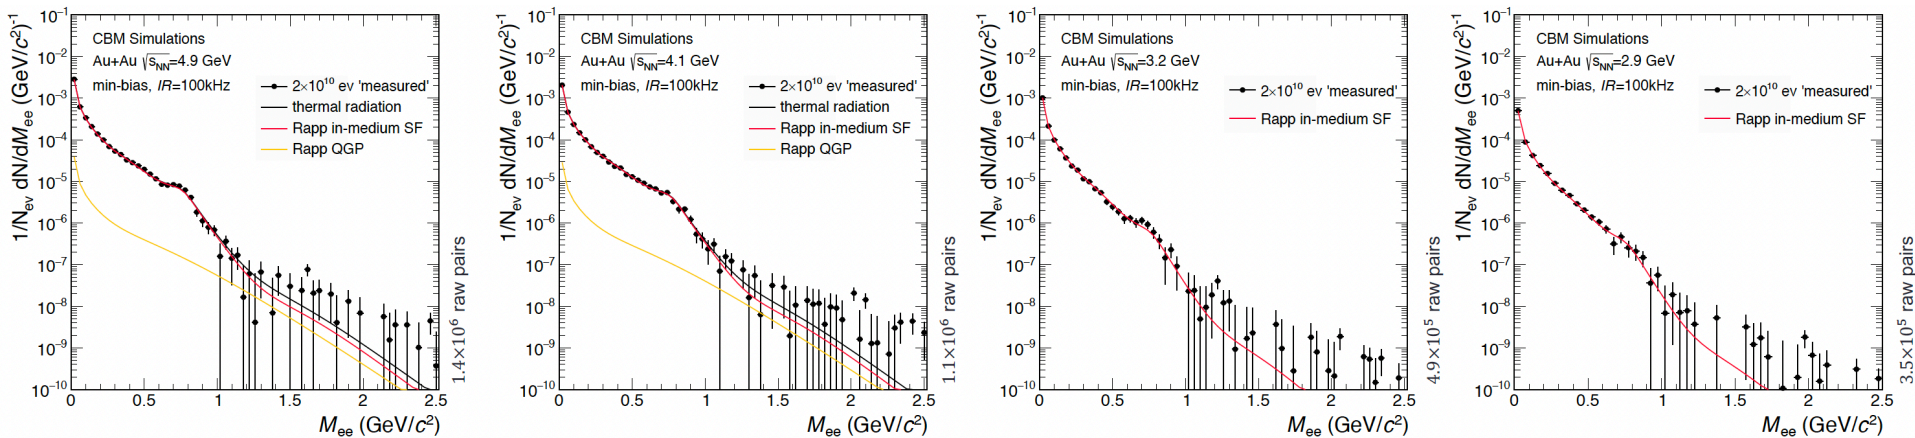 1/N_ev dN/dM_ee (GeV/c²)⁻¹
10⁻¹
10⁻²
10⁻³
10⁻⁴
10⁻⁵
10⁻⁶
10⁻⁷
10⁻⁸
10⁻⁹
10⁻¹⁰
CBM Simulations
Au+Au √s_NN=4.9 GeV
min-bias, IR=100kHz
2×10¹⁰ ev 'measured'
thermal radiation
Rapp in-medium SF
Rapp QGP
0 0.5 1 1.5 2 2.5
M_ee (GeV/c²)
1.4×10⁶ raw pairs
1/N_ev dN/dM_ee (GeV/c²)⁻¹
10⁻¹
10⁻²
10⁻³
10⁻⁴
10⁻⁵
10⁻⁶
10⁻⁷
10⁻⁸
10⁻⁹
10⁻¹⁰
CBM Simulations
Au+Au √s_NN=4.1 GeV
min-bias, IR=100kHz
2×10¹⁰ ev 'measured'
thermal radiation
Rapp in-medium SF
Rapp QGP
0 0.5 1 1.5 2 2.5
M_ee (GeV/c²)
1.1×10⁶ raw pairs
1/N_ev dN/dM_ee (GeV/c²)⁻¹
10⁻¹
10⁻²
10⁻³
10⁻⁴
10⁻⁵
10⁻⁶
10⁻⁷
10⁻⁸
10⁻⁹
10⁻¹⁰
CBM Simulations
Au+Au √s_NN=3.2 GeV
min-bias, IR=100kHz
2×10¹⁰ ev 'measured'
Rapp in-medium SF
0 0.5 1 1.5 2 2.5
M_ee (GeV/c²)
4.9×10⁵ raw pairs
1/N_ev dN/dM_ee (GeV/c²)⁻¹
10⁻¹
10⁻²
10⁻³
10⁻⁴
10⁻⁵
10⁻⁶
10⁻⁷
10⁻⁸
10⁻⁹
10⁻¹⁰
CBM Simulations
Au+Au √s_NN=2.9 GeV
min-bias, IR=100kHz
2×10¹⁰ ev 'measured'
Rapp in-medium SF
0 0.5 1 1.5 2 2.5
M_ee (GeV/c²)
3.5×10⁵ raw pairs